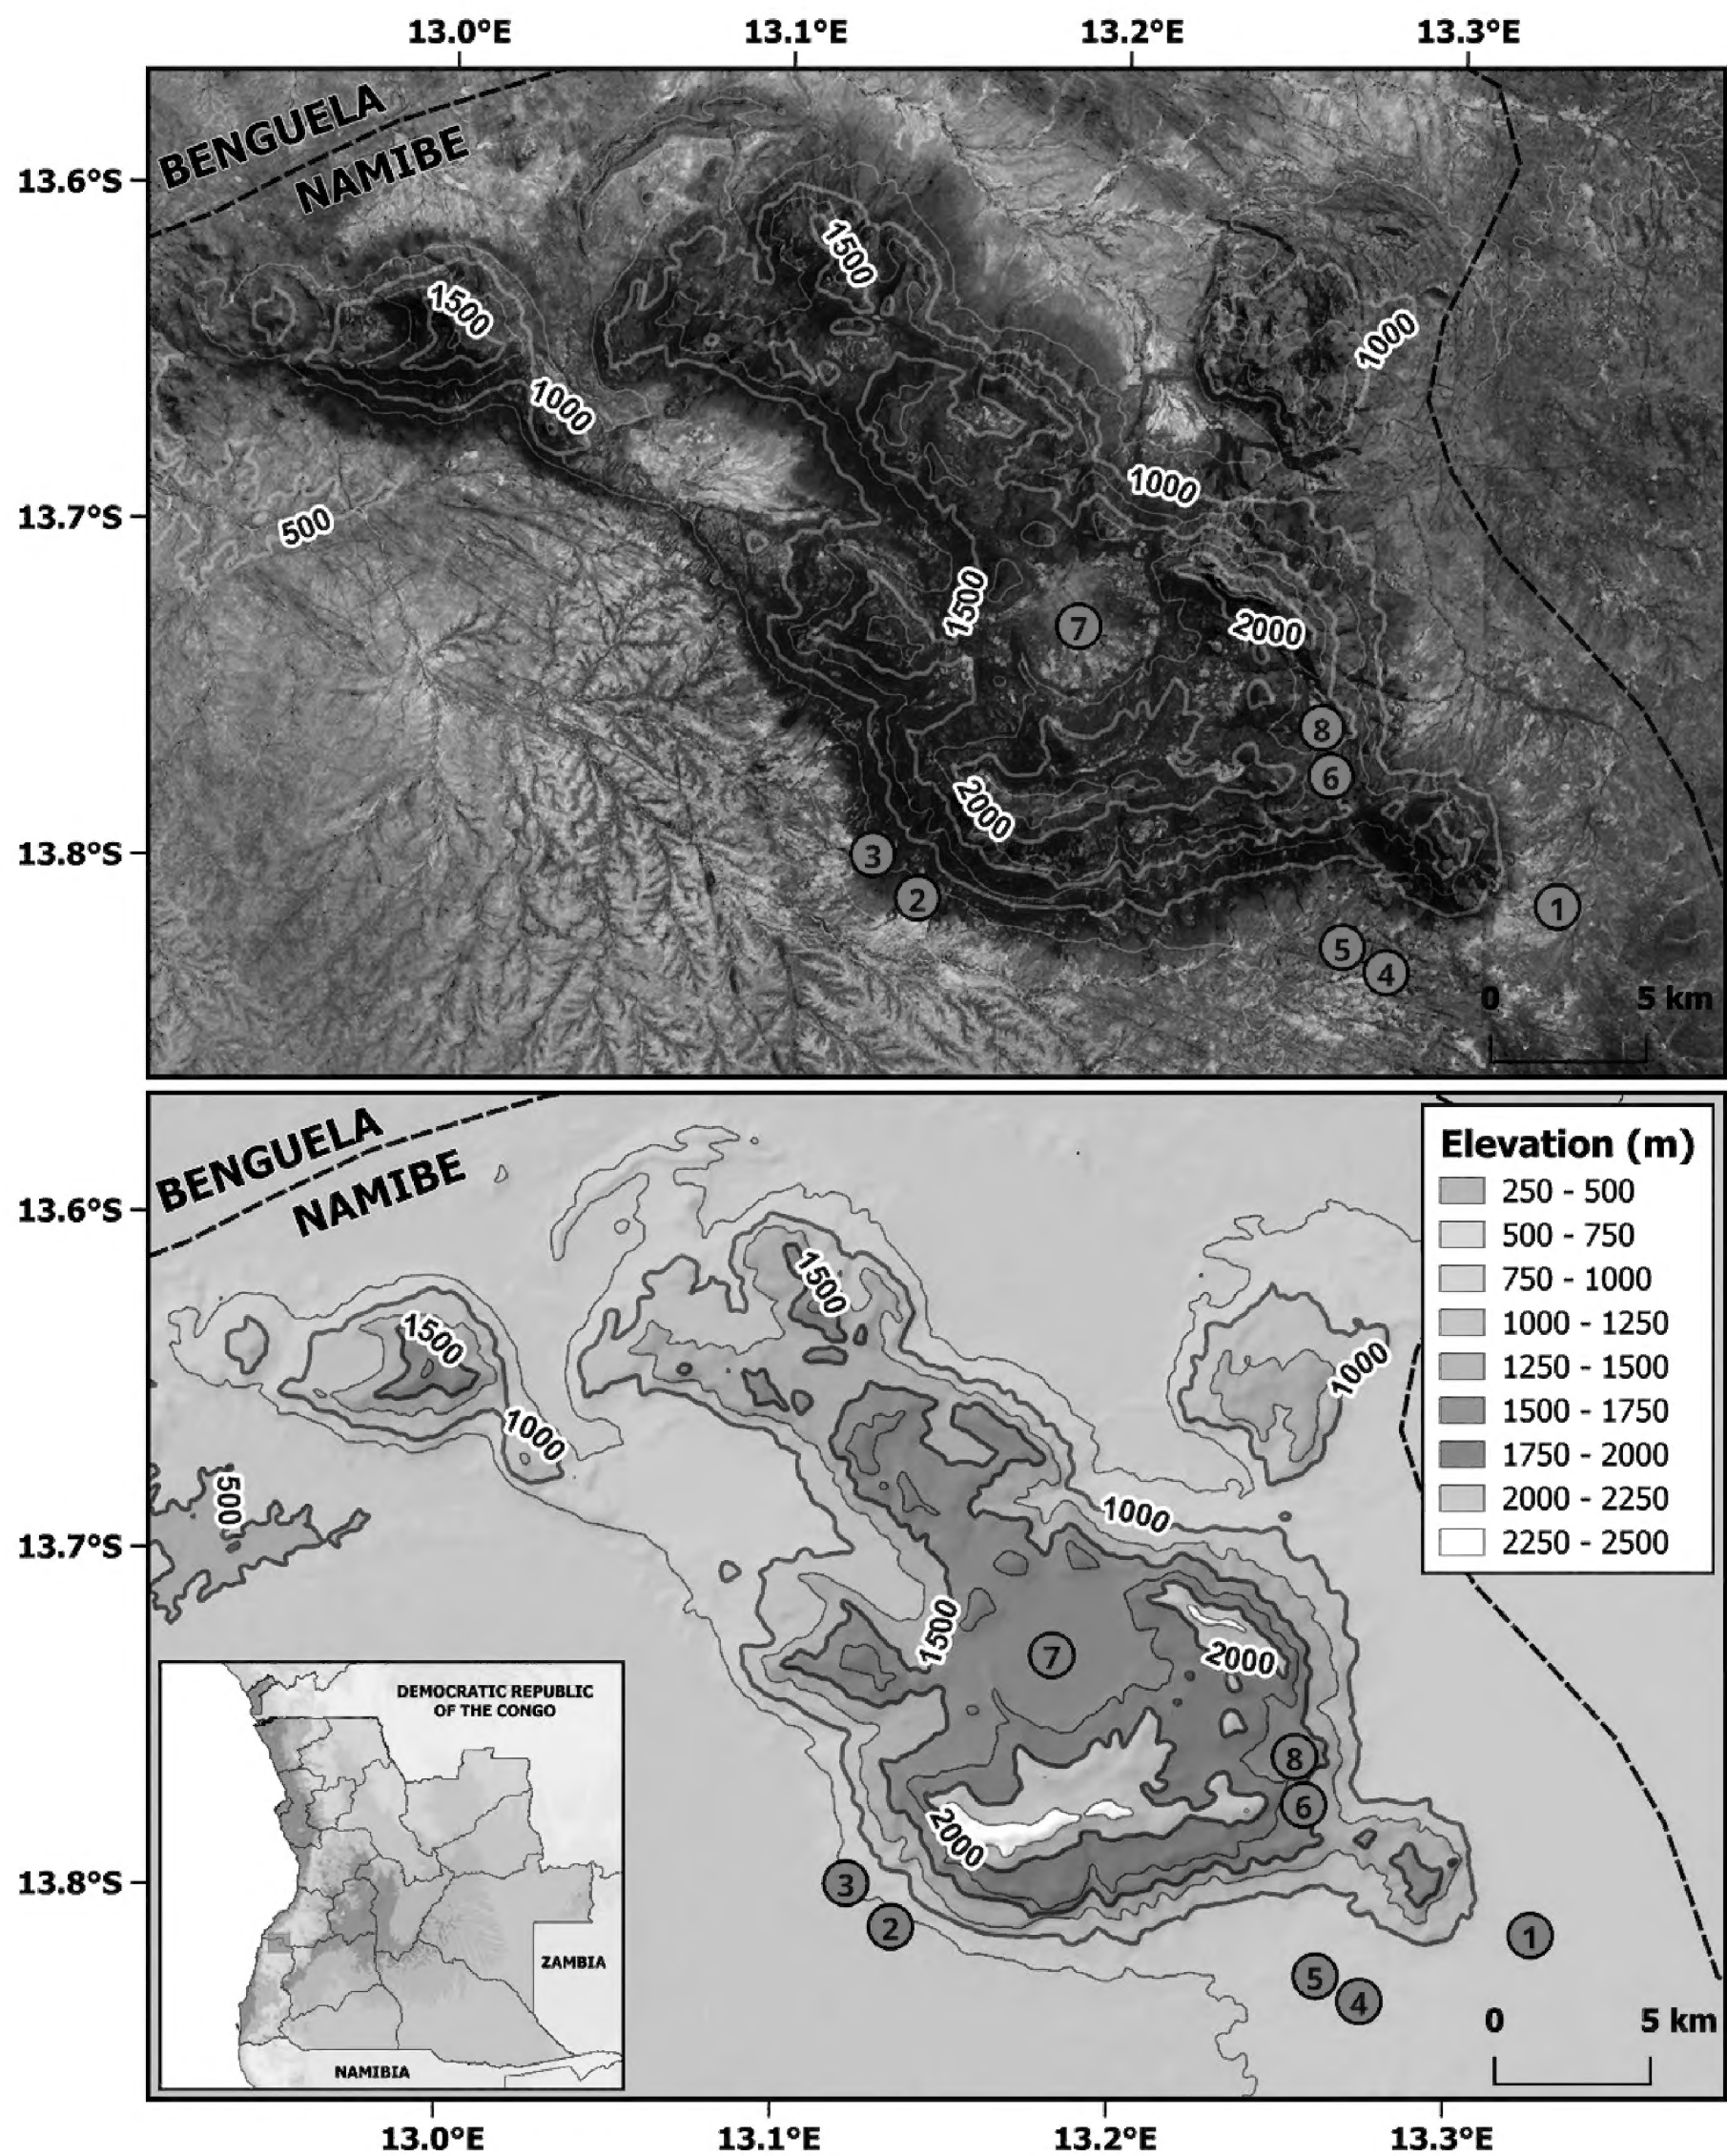 13.0°E 13.1°E 13.2°E 13.3°E
BENGUELA
NAMIBE
13.6°S
1500
1500
1000
1000
1000
13.7°S
500
1500
7
2000
8
6
2000
13.8°S
3
2
1
5
4
0 5 km
BENGUELA
NAMIBE
Elevation (m)
250 - 500
500 - 750
750 - 1000
1000 - 1250
1250 - 1500
1500 - 1750
1750 - 2000
2000 - 2250
2250 - 2500
13.6°S
1500
1500
1000
1000
500
1000
13.7°S
1500
7
2000
8
6
2000
13.8°S
3
2
1
5
4
0 5 km
DEMOCRATIC REPUBLIC
OF THE CONGO
ZAMBIA
NAMIBIA
13.0°E 13.1°E 13.2°E 13.3°E